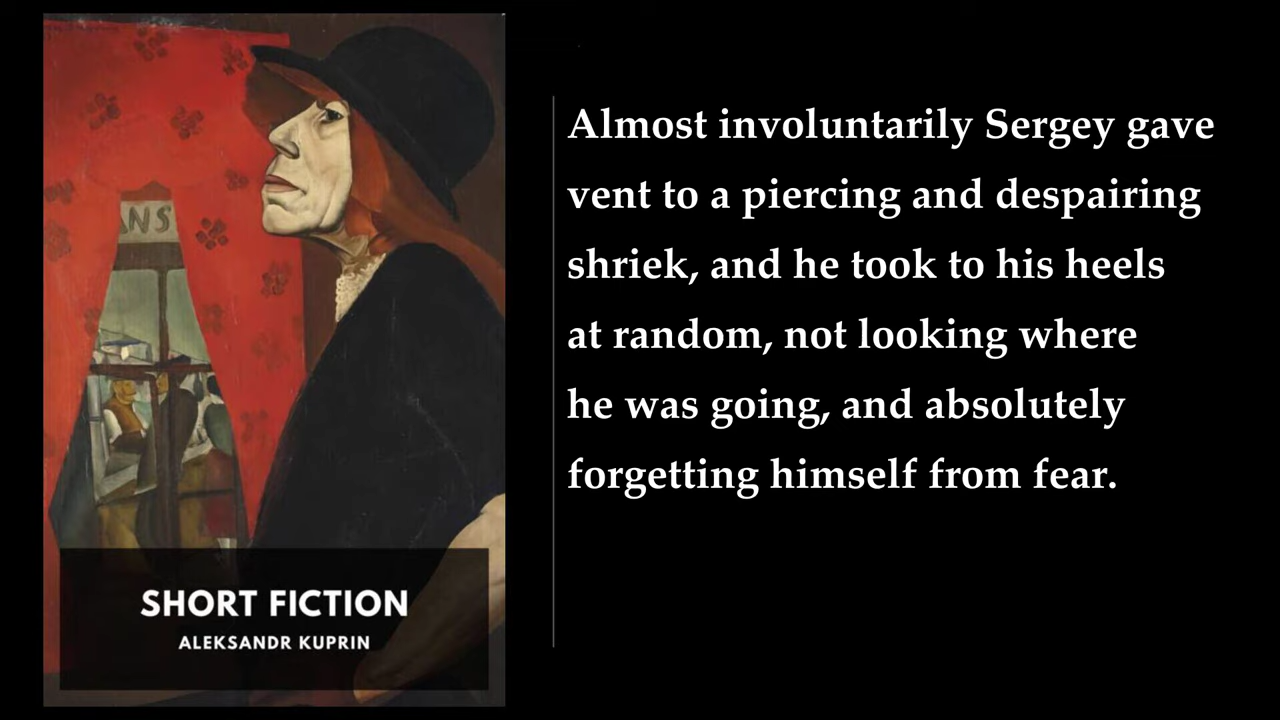 ANS
SHORT FICTION
ALEKSANDR KUPRIN
Almost involuntarily Sergey gave
vent to a piercing and despairing
shriek, and he took to his heels
at random, not looking where
he was going, and absolutely
forgetting himself from fear.